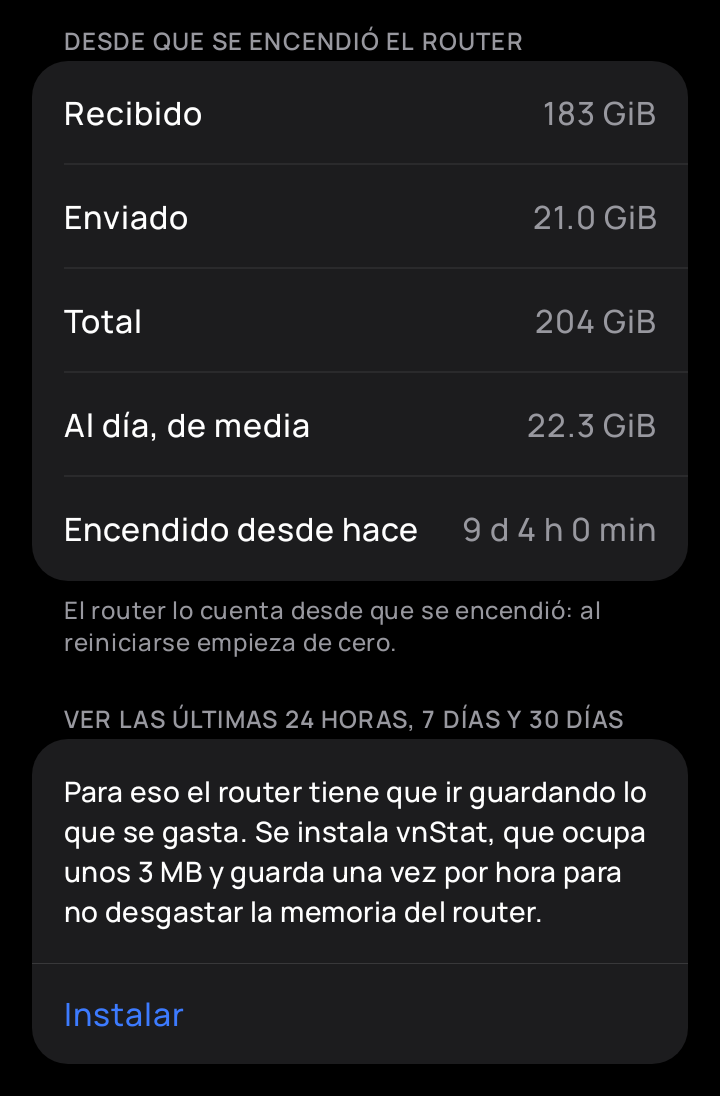 DESDE QUE SE ENCENDIÓ EL ROUTER
Recibido 183 GiB
Enviado 21.0 GiB
Total 204 GiB
Al día, de media 22.3 GiB
Encendido desde hace 9 d 4 h 0 min
El router lo cuenta desde que se encendió: al
reiniciarse empieza de cero.
VER LAS ÚLTIMAS 24 HORAS, 7 DÍAS Y 30 DÍAS
Para eso el router tiene que ir guardando lo
que se gasta. Se instala vnStat, que ocupa
unos 3 MB y guarda una vez por hora para
no desgastar la memoria del router.
Instalar